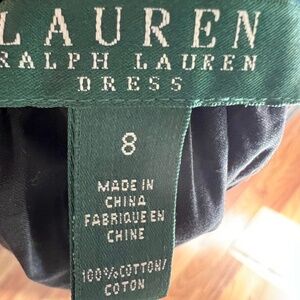 LAUREN
RALPH LAUREN
DRESS
8
MADE IN
CHINA
FABRIQUE EN
CHINE
100%COTTON/
COTON